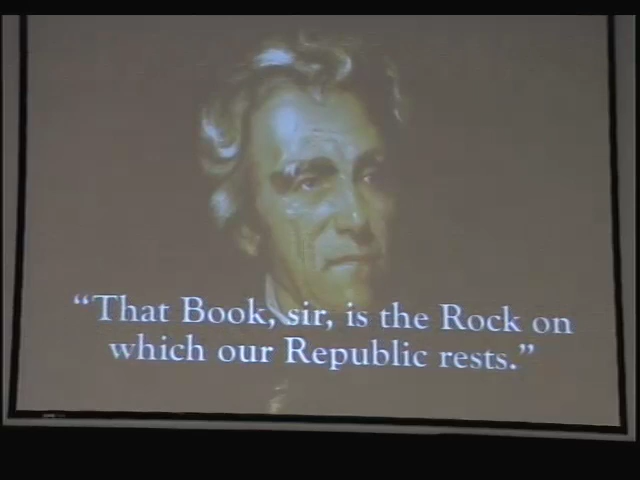 “That Book, sir, is the Rock on
which our Republic rests.”